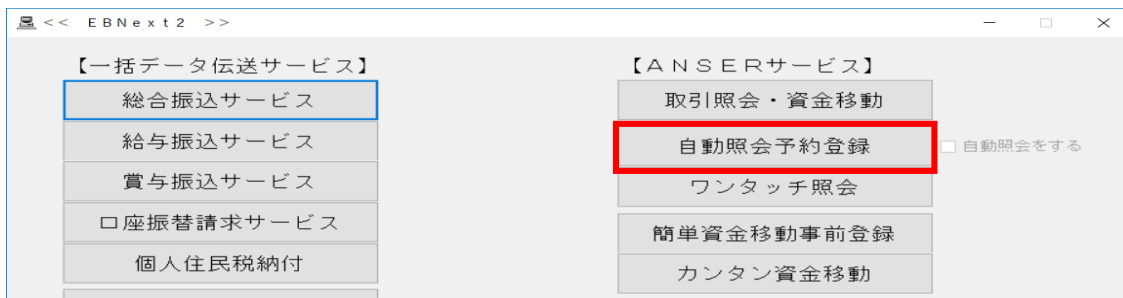 << EBNext2 >>
【一括データ伝送サービス】
総合振込サービス
給与振込サービス
賞与振込サービス
口座振替請求サービス
個人住民税納付
【ANSERサービス】
取引照会・資金移動
自動照会予約登録
自動照会をする
ワンタッチ照会
簡単資金移動事前登録
カンタン資金移動